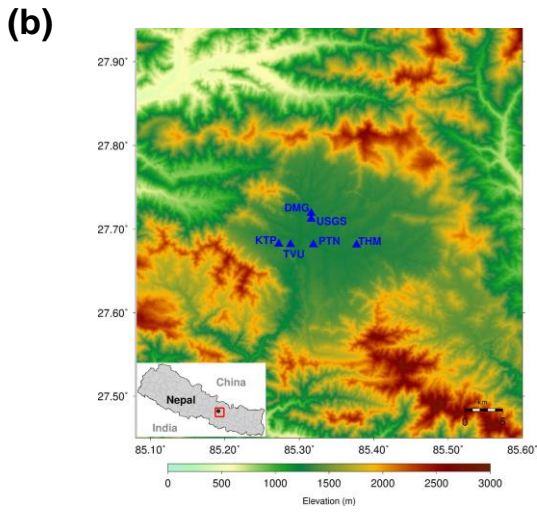 (b)
27.90°
27.80°
27.70°
27.60°
27.50°
DMG
USGS
KTP
TVU
PTN
THM
China
Nepal
India
km
0 5
85.10° 85.20° 85.30° 85.40° 85.50° 85.60°
0 500 1000 1500 2000 2500 3000
Elevation (m)